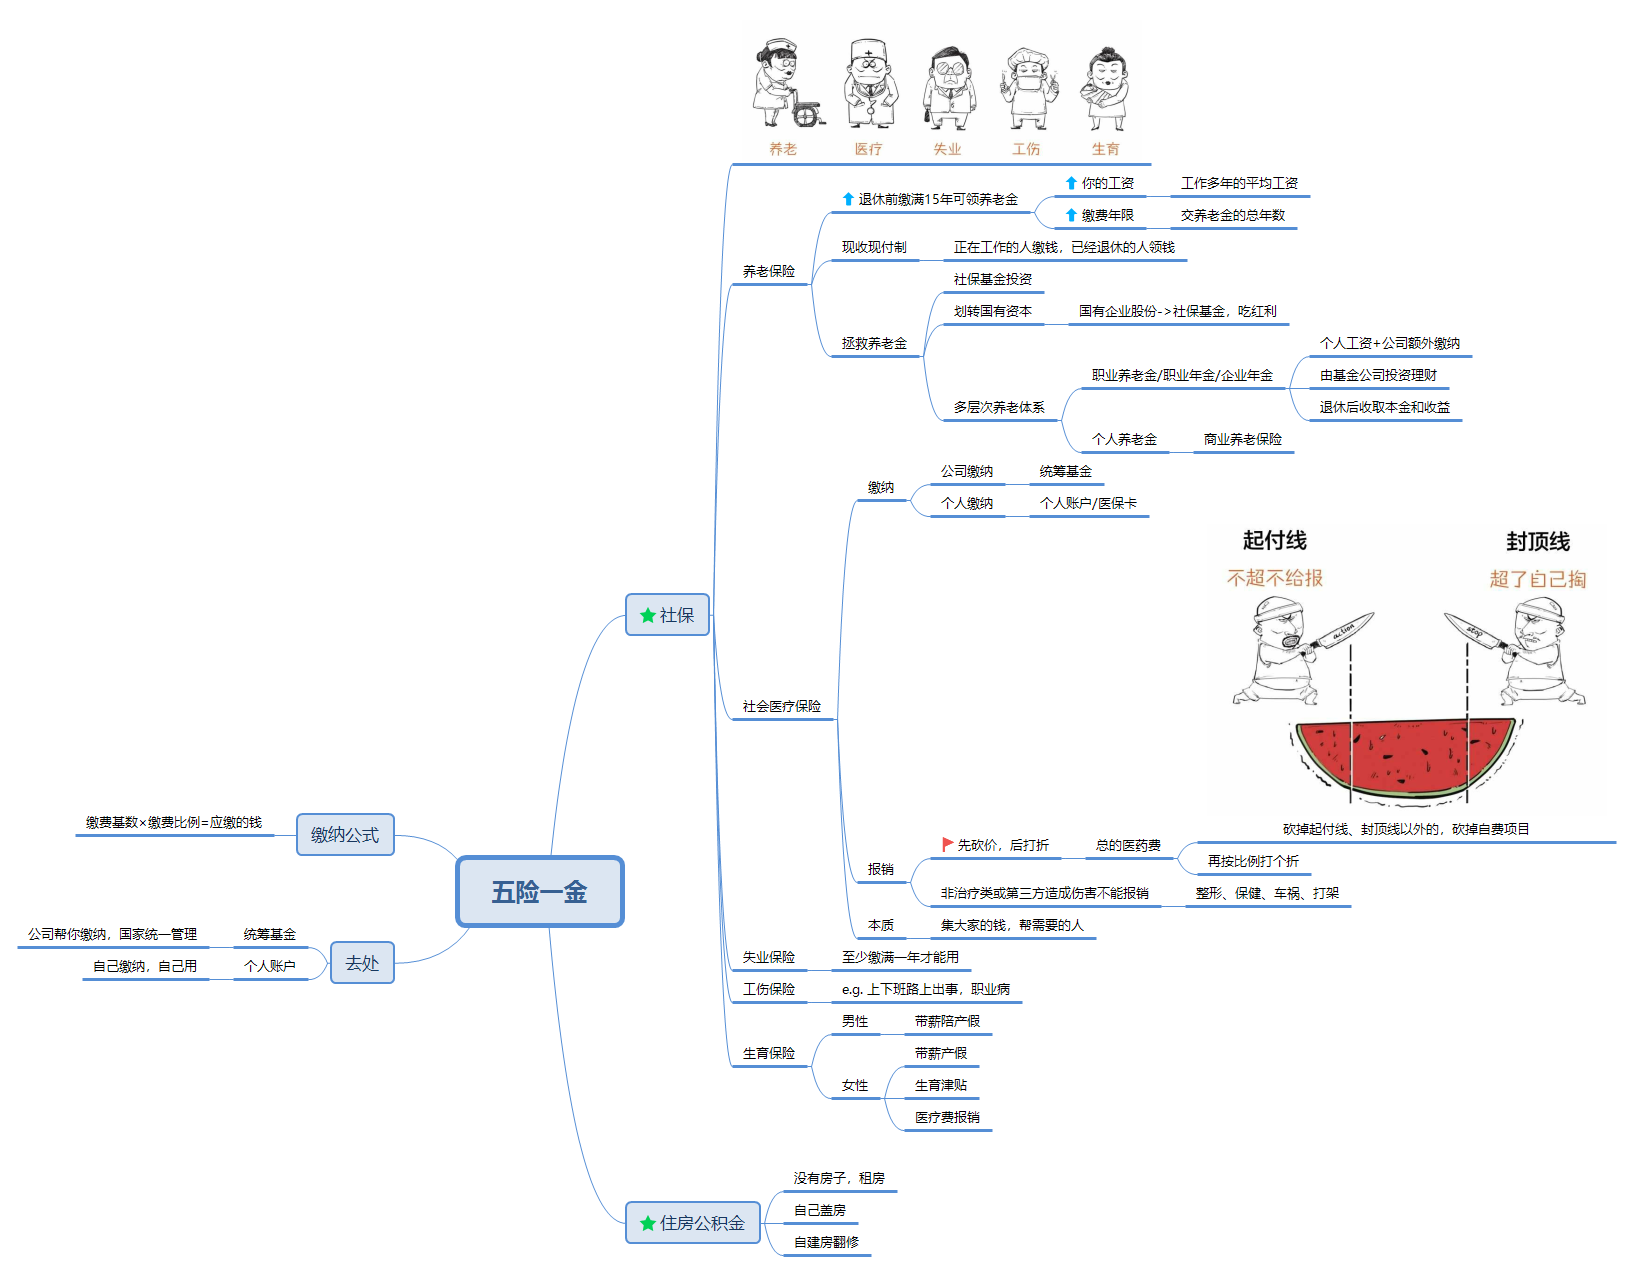 养老
医疗
失业
工伤
生育
退休前缴满15年可领养老金
你的工资
工作多年的平均工资
缴费年限
交养老金的总年数
养老保险
现收现付制
正在工作的人缴钱，已经退休的人领钱
拯救养老金
社保基金投资
划转国有资本
国有企业股份->社保基金，吃红利
多层次养老体系
职业养老金/职业年金/企业年金
个人工资+公司额外缴纳
由基金公司投资理财
退休后收取本金和收益
个人养老金
商业养老保险
社保
社会医疗保险
缴纳
公司缴纳
统筹基金
个人缴纳
个人账户/医保卡
起付线
不超不给报
action
封顶线
超了自己掏
stop
报销
先砍价，后打折
总的医药费
砍掉起付线、封顶线以外的，砍掉自费项目
再按比例打个折
非治疗类或第三方造成伤害不能报销
整形、保健、车祸、打架
本质
集大家的钱，帮需要的人
失业保险
至少缴满一年才能用
工伤保险
e.g. 上下班路上出事，职业病
生育保险
男性
带薪陪产假
女性
带薪产假
生育津贴
医疗费报销
五险一金
缴纳公式
缴费基数×缴费比例=应缴的钱
去处
统筹基金
公司帮你缴纳，国家统一管理
个人账户
自己缴纳，自己用
住房公积金
没有房子，租房
自己盖房
自建房翻修